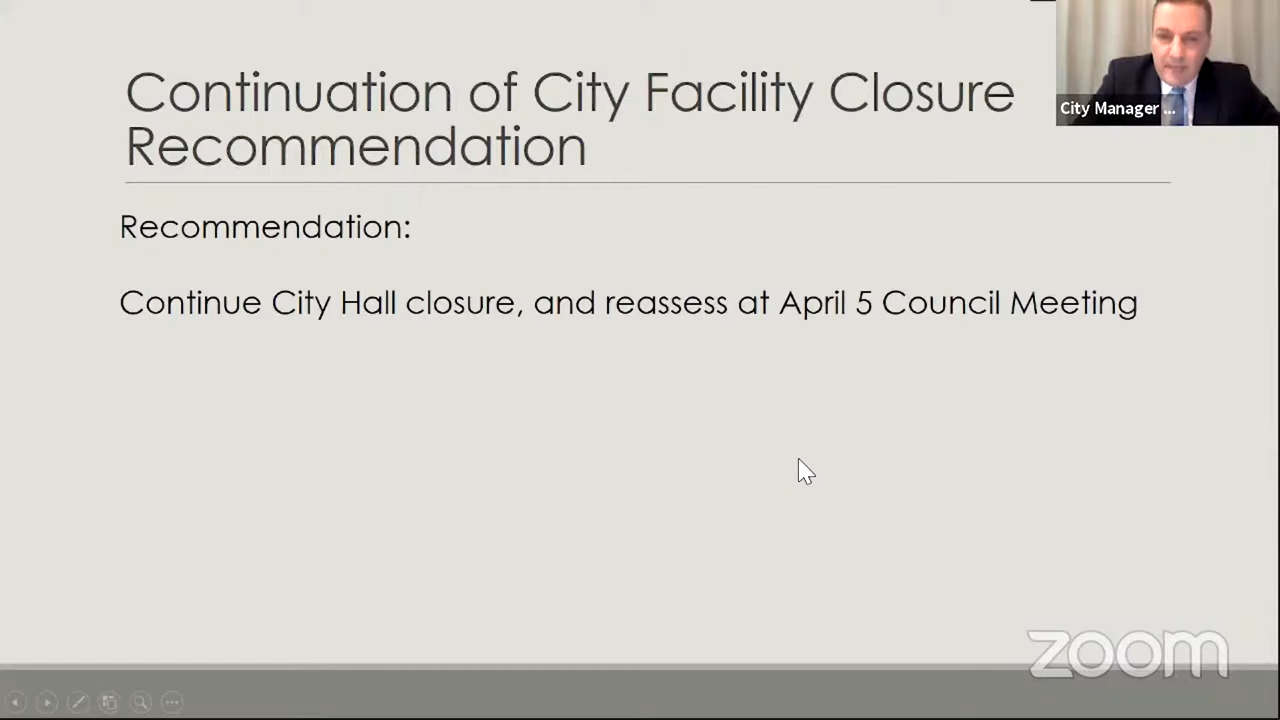 Continuation of City Facility Closure
Recommendation
City Manager ...
Recommendation:
Continue City Hall closure, and reassess at April 5 Council Meeting
zoom